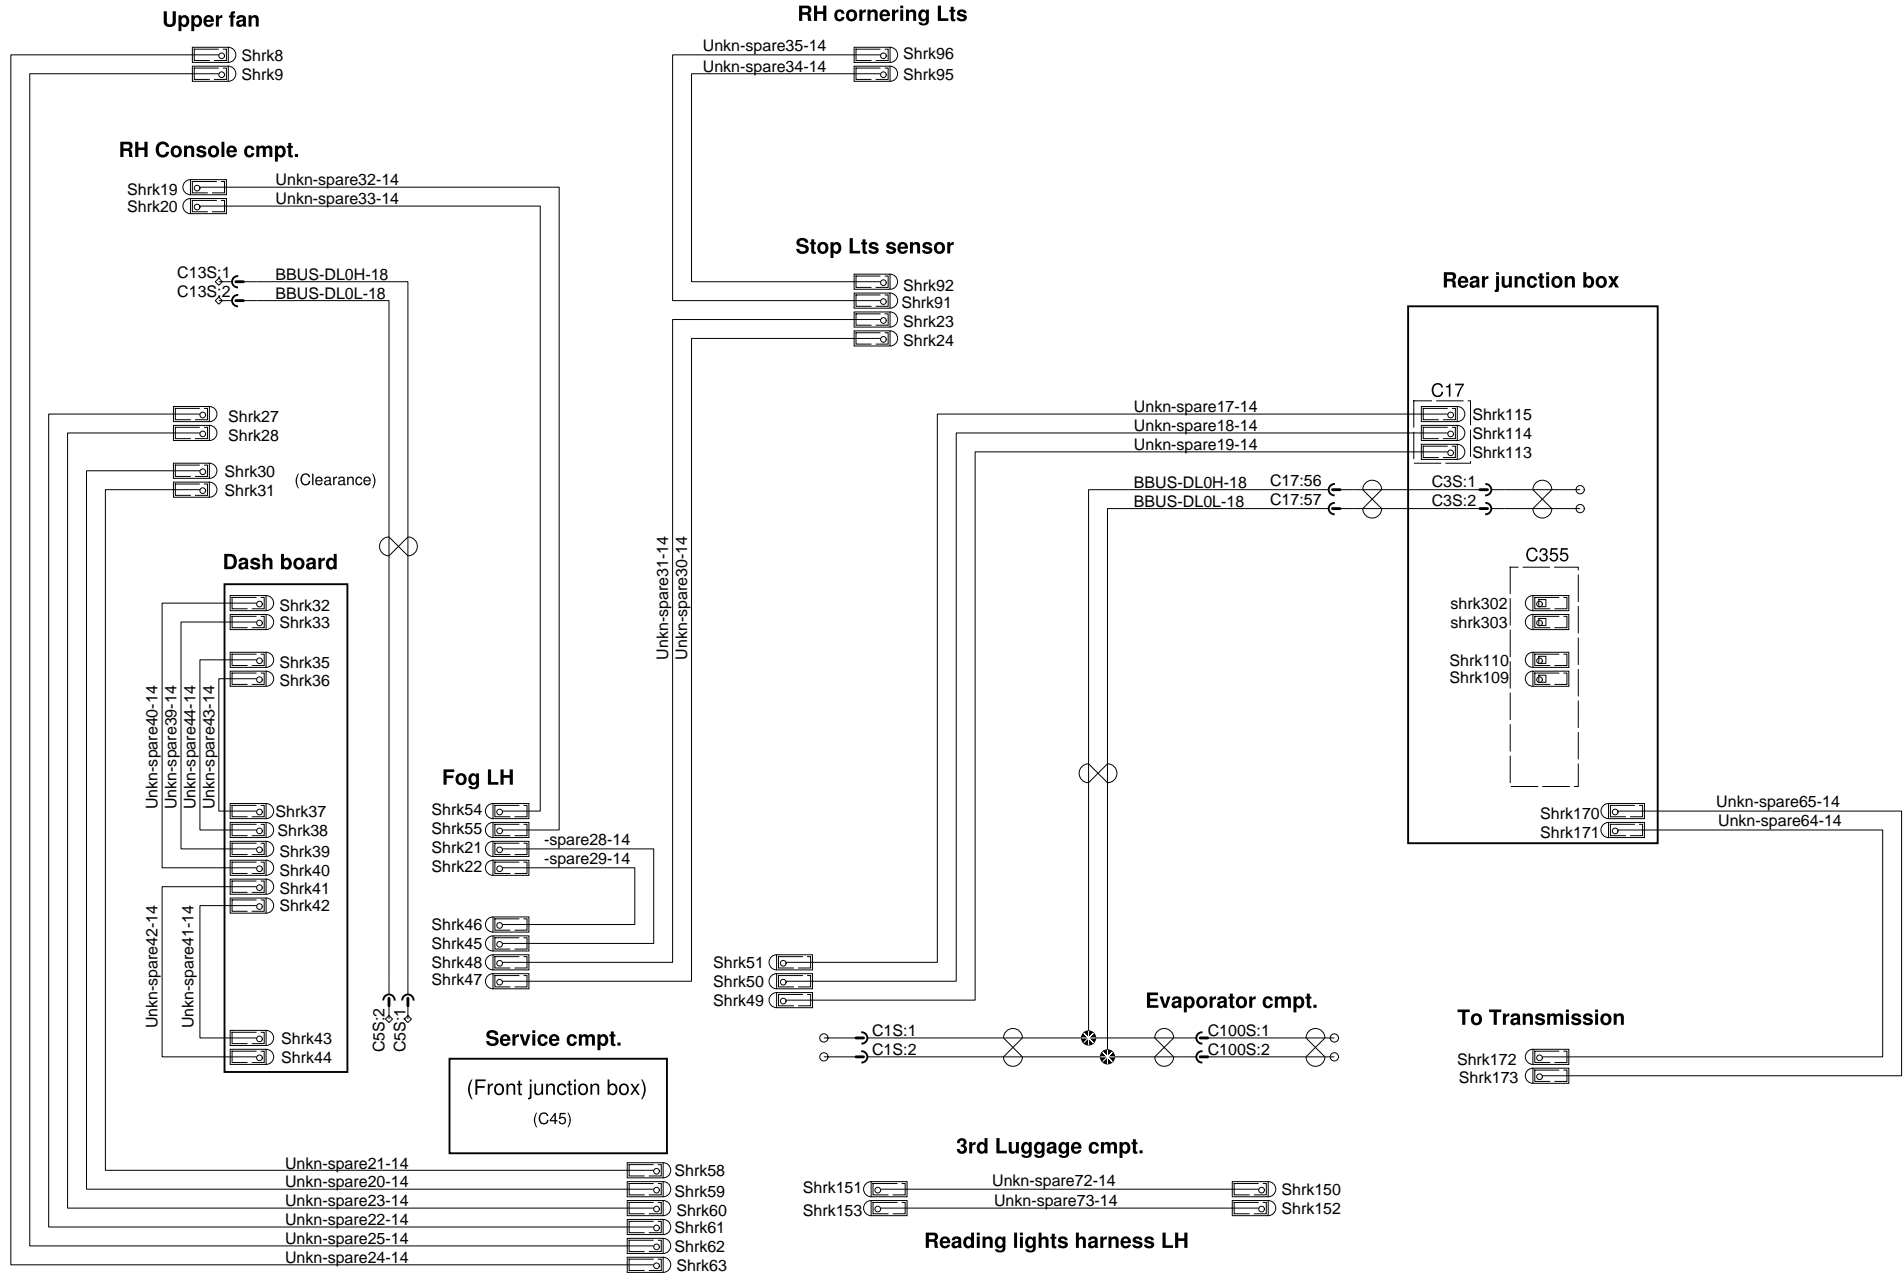 Upper fan
Shrk8
Shrk9
RH cornering Lts
Unkn-spare35-14
Shrk96
Unkn-spare34-14
Shrk95
RH Console cmpt.
Shrk19
Unkn-spare32-14
Shrk20
Unkn-spare33-14
C13S:1
BBUS-DL0H-18
C13S:2
BBUS-DL0L-18
Stop Lts sensor
Shrk92
Shrk91
Shrk23
Shrk24
Rear junction box
C17
Unkn-spare17-14
Shrk115
Unkn-spare18-14
Shrk114
Unkn-spare19-14
Shrk113
BBUS-DL0H-18
C17:56
C3S:1
BBUS-DL0L-18
C17:57
C3S:2
C355
shrk302
shrk303
Shrk110
Shrk109
Shrk170
Shrk171
Unkn-spare65-14
Unkn-spare64-14
Shrk27
Shrk28
Shrk30
Shrk31
(Clearance)
Dash board
Shrk32
Shrk33
Shrk35
Shrk36
Unkn-spare40-14
Unkn-spare39-14
Unkn-spare44-14
Unkn-spare43-14
Shrk37
Shrk38
Shrk39
Shrk40
Shrk41
Shrk42
Unkn-spare42-14
Unkn-spare41-14
Shrk43
Shrk44
C5S:2
C5S:1
Unkn-spare31-14
Unkn-spare30-14
Fog LH
Shrk54
Shrk55
Shrk21
-spare28-14
Shrk22
-spare29-14
Shrk46
Shrk45
Shrk48
Shrk47
Shrk51
Shrk50
Shrk49
Evaporator cmpt.
C1S:1
C100S:1
C1S:2
C100S:2
To Transmission
Shrk172
Shrk173
Service cmpt.
(Front junction box)
(C45)
3rd Luggage cmpt.
Shrk151
Unkn-spare72-14
Shrk150
Shrk153
Unkn-spare73-14
Shrk152
Reading lights harness LH
Unkn-spare21-14
Shrk58
Unkn-spare20-14
Shrk59
Unkn-spare23-14
Shrk60
Unkn-spare22-14
Shrk61
Unkn-spare25-14
Shrk62
Unkn-spare24-14
Shrk63